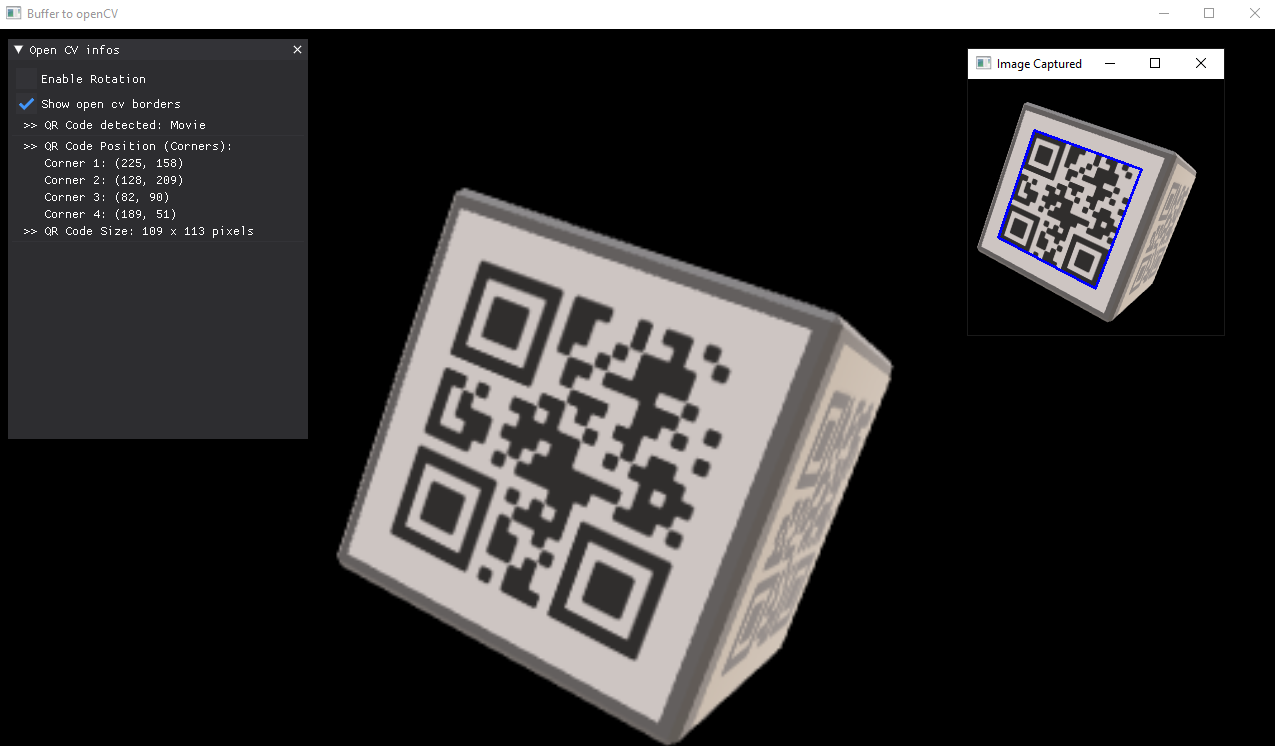 Buffer to openCV
Open CV infos
Enable Rotation
Show open cv borders
>> QR Code detected: Movie
>> QR Code Position (Corners):
Corner 1: (225, 158)
Corner 2: (128, 209)
Corner 3: (82, 90)
Corner 4: (189, 51)
>> QR Code Size: 109 x 113 pixels
Image Captured